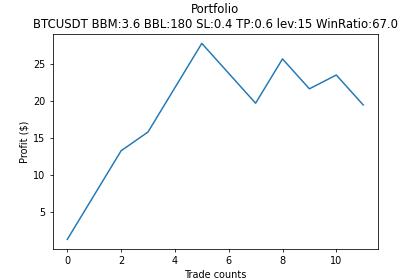 Portfolio
BTCUSDT BBM:3.6 BBL:180 SL:0.4 TP:0.6 lev:15 WinRatio:67.0
25
20
15
10
5
Profit ($)
0 2 4 6 8 10
Trade counts